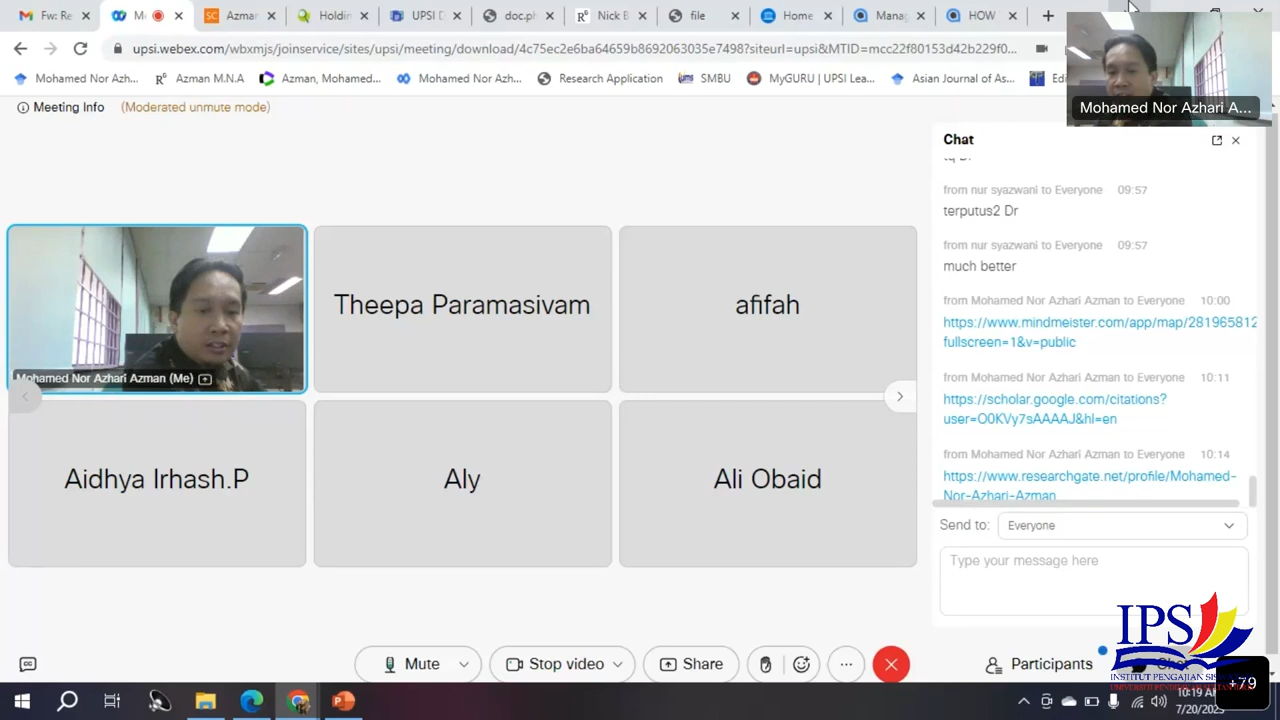 Fw: Re
Me
Azmar
Holdin
UPSI D
doc.ph
Nick B
file
Home
Manag
HOW
upsi.webex.com/wbxmjs/joinservice/sites/upsi/meeting/download/4c75ec2e6ba64659b8692063035e7498?siteurl=upsi&MTID=mcc22f80153d42b229f0...
Mohamed Nor Azh...
Azman M.N.A
Azman, Mohamed...
Mohamed Nor Azh...
Research Application
SMBU
MyGURU | UPSI Lea...
Asian Journal of As...
Mohamed Nor Azhari A...
Meeting Info (Moderated unmute mode)
Mohamed Nor Azhari Azman (Me)
Theepa Paramasivam
afifah
Aidhya Irhash.P
Aly
Ali Obaid
Chat
from nur syazwani to Everyone 09:57
terputus2 Dr
from nur syazwani to Everyone 09:57
much better
from Mohamed Nor Azhari Azman to Everyone 10:00
https://www.mindmeister.com/app/map/281965812
fullscreen=1&v=public
from Mohamed Nor Azhari Azman to Everyone 10:11
https://scholar.google.com/citations?
user=O0KVy7sAAAAJ&hl=en
from Mohamed Nor Azhari Azman to Everyone 10:14
https://www.researchgate.net/profile/Mohamed-
Nor-Azhari-Azman
Send to: Everyone
Type your message here
Mute
Stop video
Share
Participants
IPS
INSTITUT PENGAJIAN
+79
10:19 AM